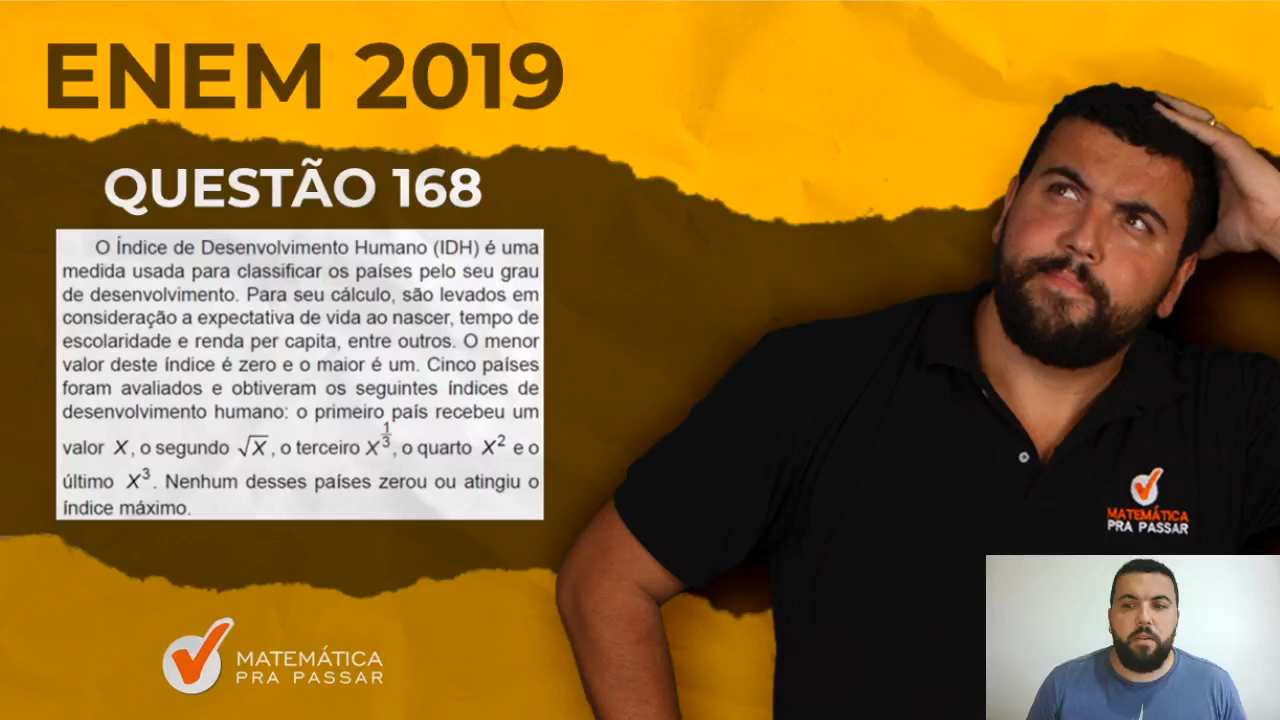 ENEM 2019
QUESTÃO 168
O Índice de Desenvolvimento Humano (IDH) é uma
medida usada para classificar os países pelo seu grau
de desenvolvimento. Para seu cálculo, são levados em
consideração a expectativa de vida ao nascer, tempo de
escolaridade e renda per capita, entre outros. O menor
valor deste índice é zero e o maior é um. Cinco países
foram avaliados e obtiveram os seguintes índices de
desenvolvimento humano: o primeiro país recebeu um
valor X, o segundo √X, o terceiro X^(1/3), o quarto X² e o
último X³. Nenhum desses países zerou ou atingiu o
índice máximo.
MATEMÁTICA
PRA PASSAR
MATEMÁTICA
PRA PASSAR